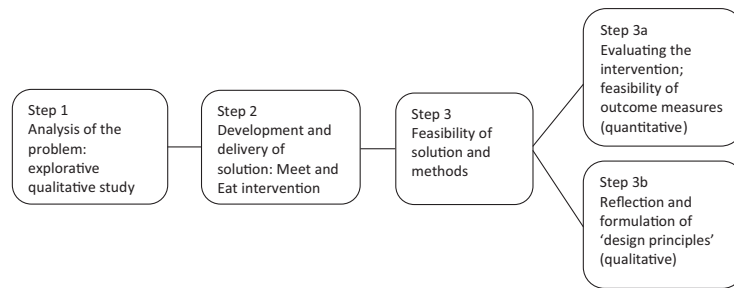 Step 1
Analysis of the
problem:
explorative
qualitative study
Step 2
Development and
delivery of
solution: Meet and
Eat intervention
Step 3
Feasibility of
solution and
methods
Step 3a
Evaluating the
intervention;
feasibility of
outcome measures
(quantitative)
Step 3b
Reflection and
formulation of
‘design principles’
(qualitative)